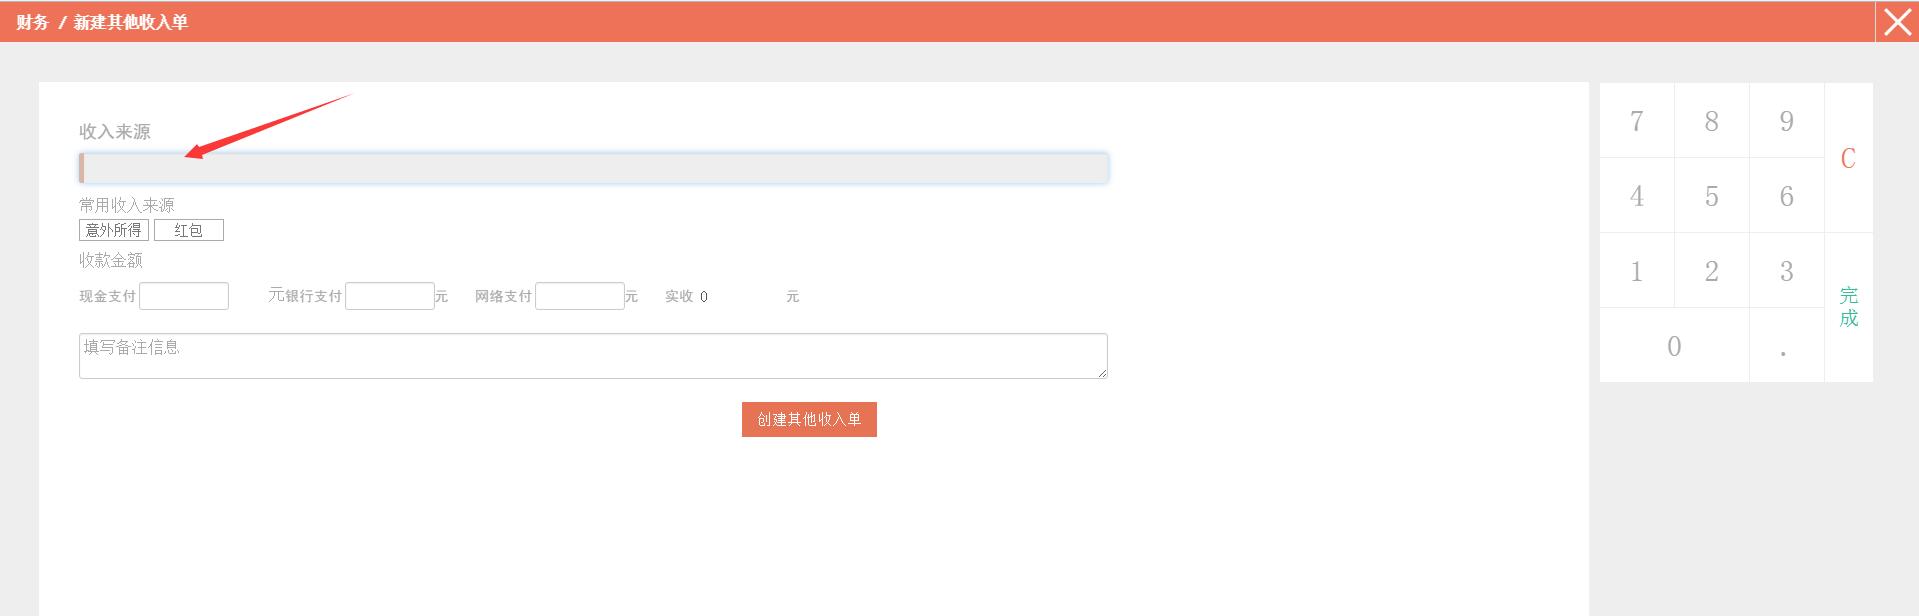 财务 / 新建其他收入单
收入来源
常用收入来源
意外所得 红包
收款金额
现金支付 元银行支付 元 网络支付 元 实收 0 元
填写备注信息
创建其他收入单
7 8 9 C
4 5 6
1 2 3 完成
0 .